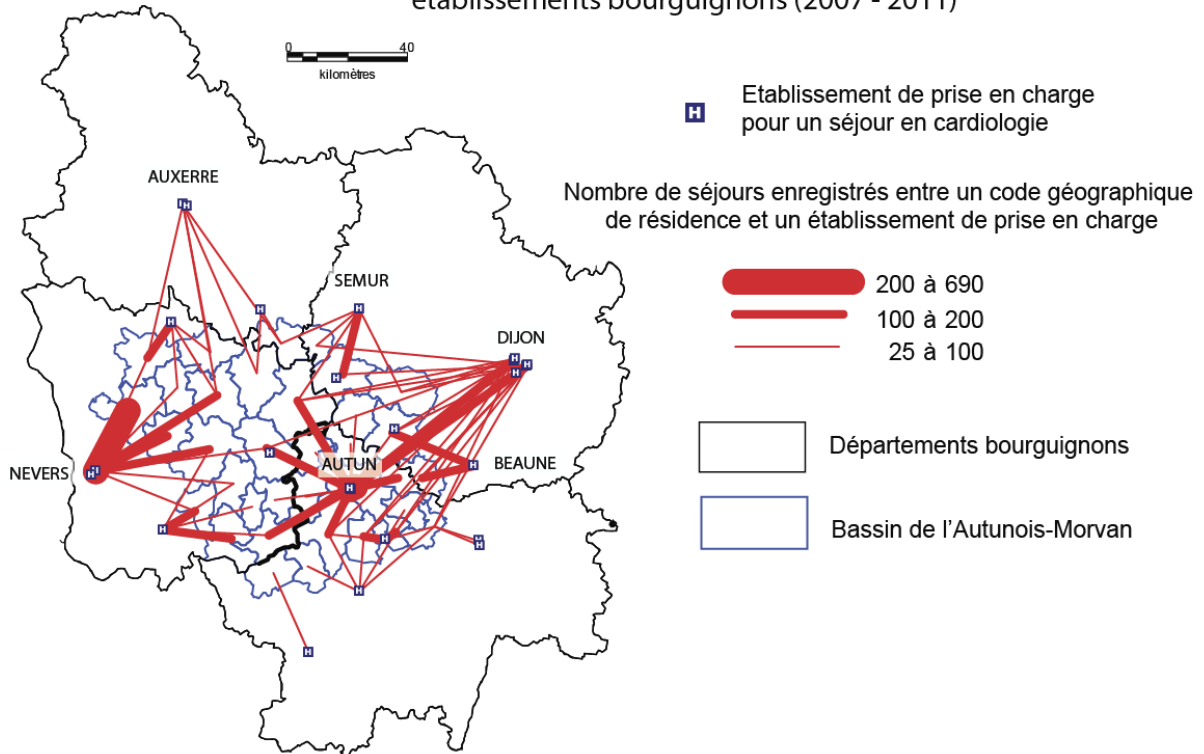 établissements bourguignons (2007 - 2011)
0 40
kilomètres
H Etablissement de prise en charge
pour un séjour en cardiologie
Nombre de séjours enregistrés entre un code géographique
de résidence et un établissement de prise en charge
200 à 690
100 à 200
25 à 100
Départements bourguignons
Bassin de l'Autunois-Morvan
AUXERRE
SEMUR
DIJON
NEVERS
AUTUN
BEAUNE